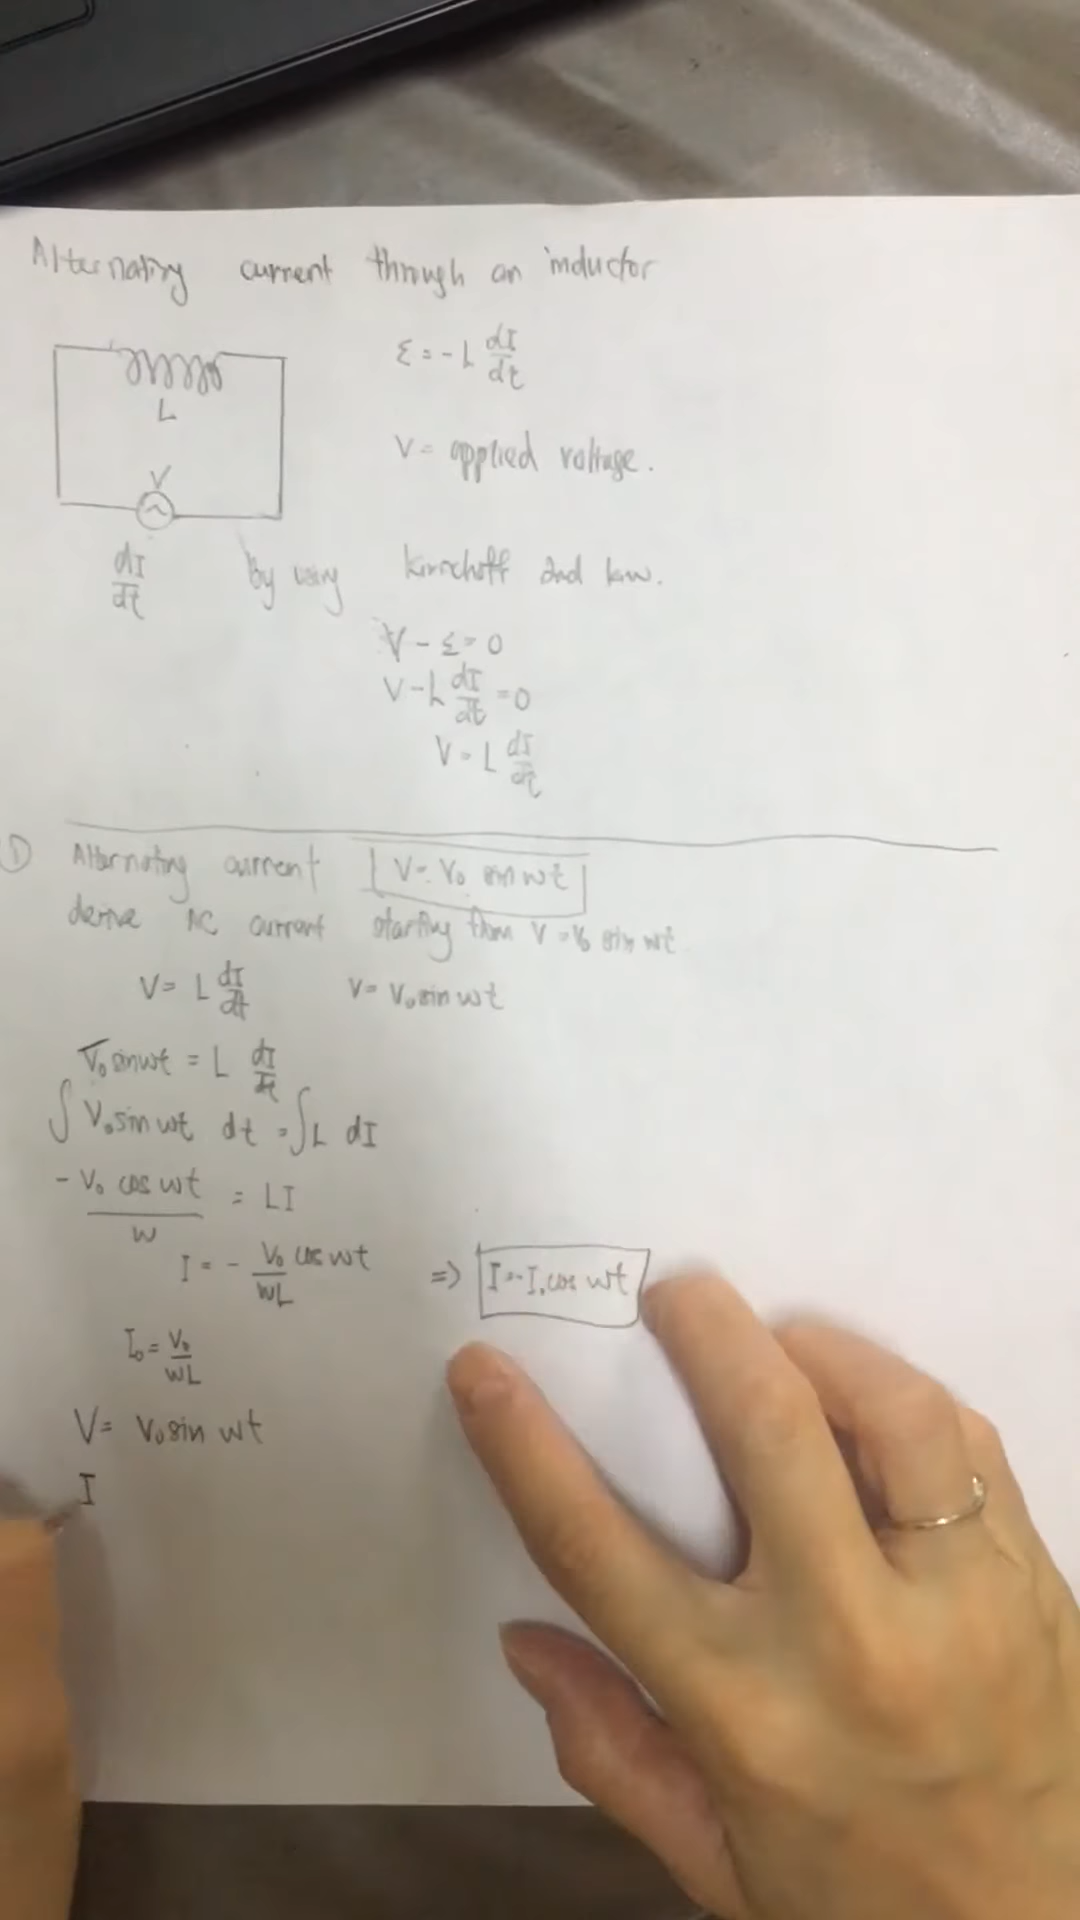 Alternating current through an inductor
ε = -L dI/dt
L
V = applied voltage.
V
dI/dt
By using Kirrchoff 2nd law.
V - ε = 0
V - L dI/dt = 0
V = L dI/dt
① Alternating current V = V₀ sin wt
derive AC current starting from V = V₀ sin wt
V = L dI/dt V = V₀ sin wt
V₀ sin wt = L dI/dt
∫ V₀ sin wt dt = ∫ L dI
- V₀ cos wt / w = LI
I = - V₀/wL cos wt => I = -I₀ cos wt
I₀ = V₀/wL
V = V₀ sin wt
I